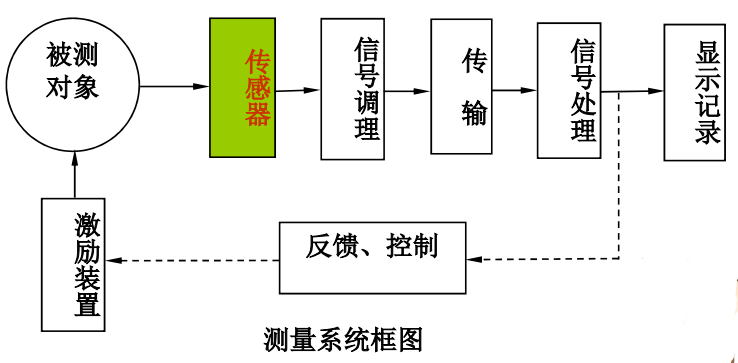 被测
对象
传感器
信号调理
传输
信号处理
显示记录
激励装置
反馈、控制
测量系统框图